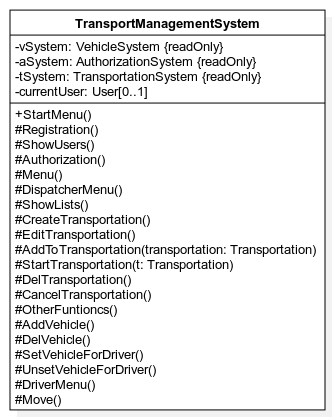 TransportManagementSystem
-vSystem: VehicleSystem {readOnly}
-aSystem: AuthorizationSystem {readOnly}
-tSystem: TransportationSystem {readOnly}
-currentUser: User[0..1]
+StartMenu()
#Registration()
#ShowUsers()
#Authorization()
#Menu()
#DispatcherMenu()
#ShowLists()
#CreateTransportation()
#EditTransportation()
#AddToTransportation(transportation: Transportation)
#StartTransportation(t: Transportation)
#DelTransportation()
#CancelTransportation()
#OtherFuntioncs()
#AddVehicle()
#DelVehicle()
#SetVehicleForDriver()
#UnsetVehicleForDriver()
#DriverMenu()
#Move()